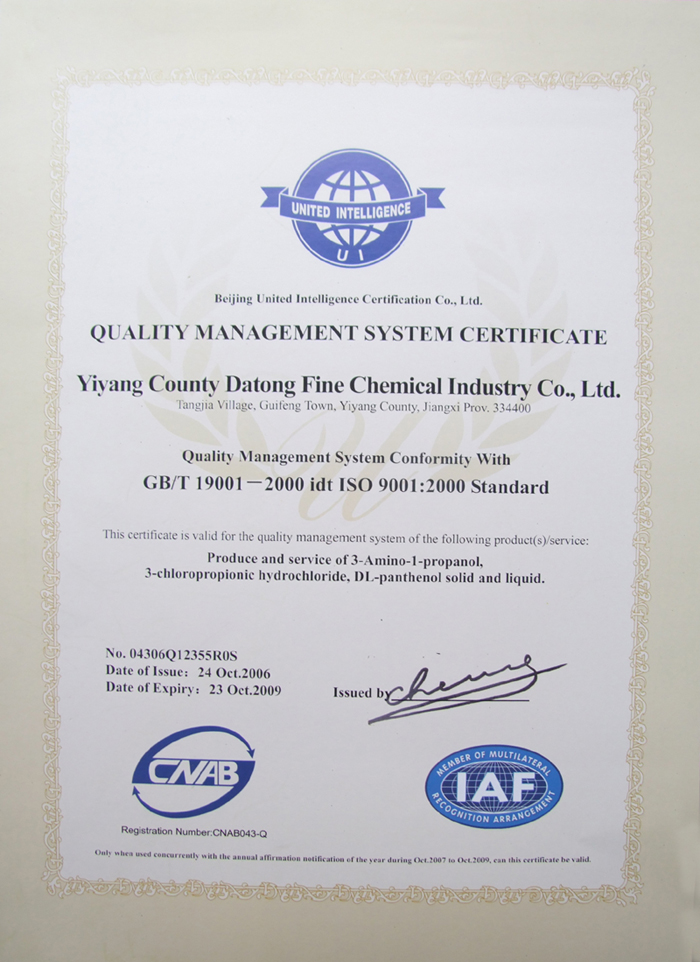 UNITED INTELLIGENCE
UI
Beijing United Intelligence Certification Co., Ltd.
QUALITY MANAGEMENT SYSTEM CERTIFICATE
Yiyang County Datong Fine Chemical Industry Co., Ltd.
Tangjia Village, Guifeng Town, Yiyang County, Jiangxi Prov. 334400
Quality Management System Conformity With
GB/T 19001－2000 idt ISO 9001:2000 Standard
This certificate is valid for the quality management system of the following product(s)/service:
Produce and service of 3-Amino-1-propanol,
3-chloropropionic hydrochloride, DL-panthenol solid and liquid.
No. 04306Q12355R0S
Date of Issue: 24 Oct.2006
Date of Expiry: 23 Oct.2009
Issued by
CNAB
Registration Number:CNAB043-Q
MEMBER OF MULTILATERAL
IAF
RECOGNITION ARRANGEMENT
Only when used concurrently with the annual affirmation notification of the year during Oct.2007 to Oct.2009, can this certificate be valid.